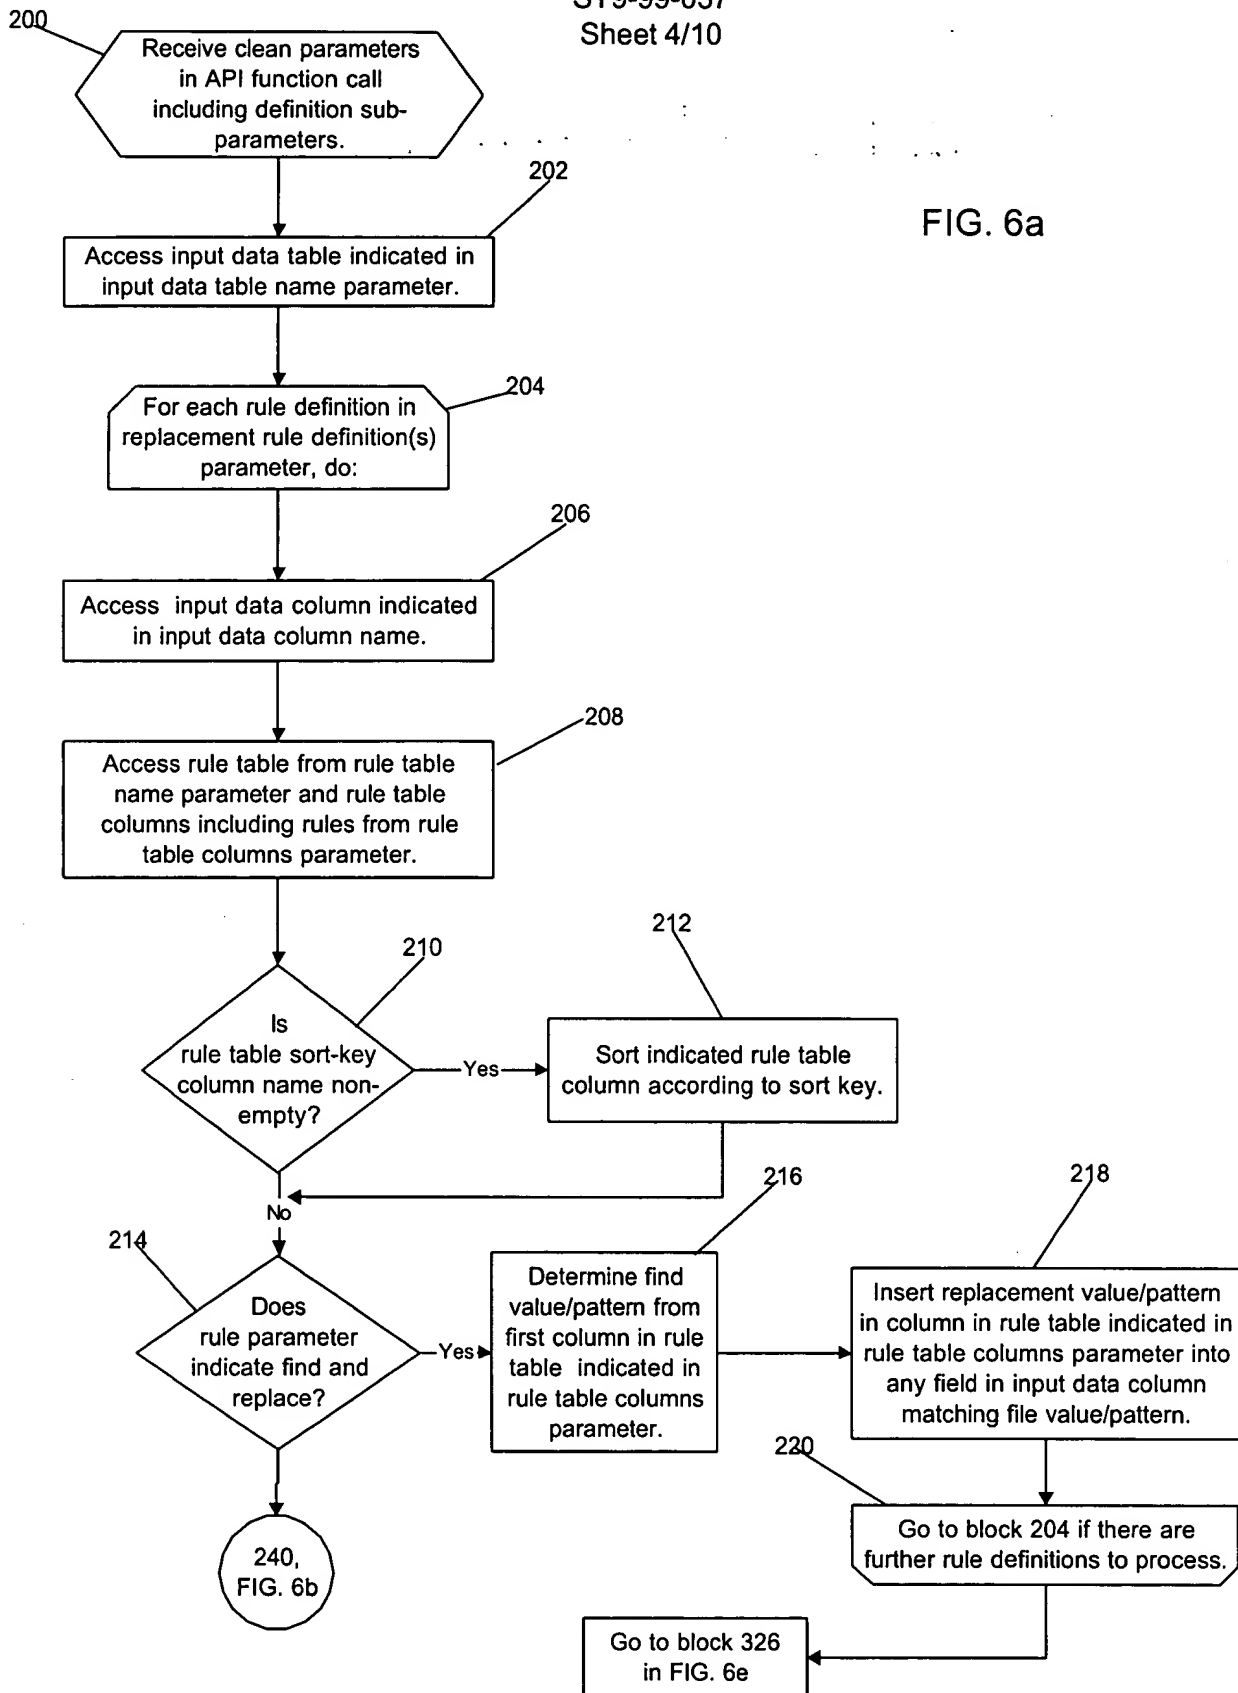 Sheet 4/10
FIG. 6a
200
Receive clean parameters
in API function call
including definition sub-
parameters.
202
Access input data table indicated in
input data table name parameter.
204
For each rule definition in
replacement rule definition(s)
parameter, do:
206
Access input data column indicated
in input data column name.
208
Access rule table from rule table
name parameter and rule table
columns including rules from rule
table columns parameter.
210
Is
rule table sort-key
column name non-
empty?
Yes
212
Sort indicated rule table
column according to sort key.
No
214
Does
rule parameter
indicate find and
replace?
Yes
216
Determine find
value/pattern from
first column in rule
table indicated in
rule table columns
parameter.
218
Insert replacement value/pattern
in column in rule table indicated in
rule table columns parameter into
any field in input data column
matching file value/pattern.
220
Go to block 204 if there are
further rule definitions to process.
240,
FIG. 6b
Go to block 326
in FIG. 6e